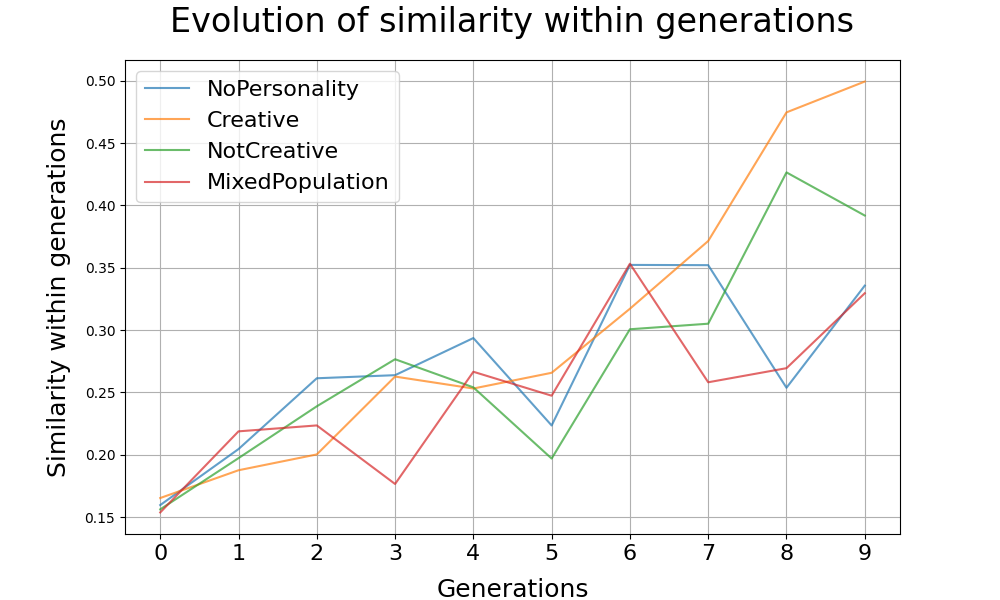 Evolution of similarity within generations
NoPersonality
Creative
NotCreative
MixedPopulation
Similarity within generations
0.50
0.45
0.40
0.35
0.30
0.25
0.20
0.15
0 1 2 3 4 5 6 7 8 9
Generations